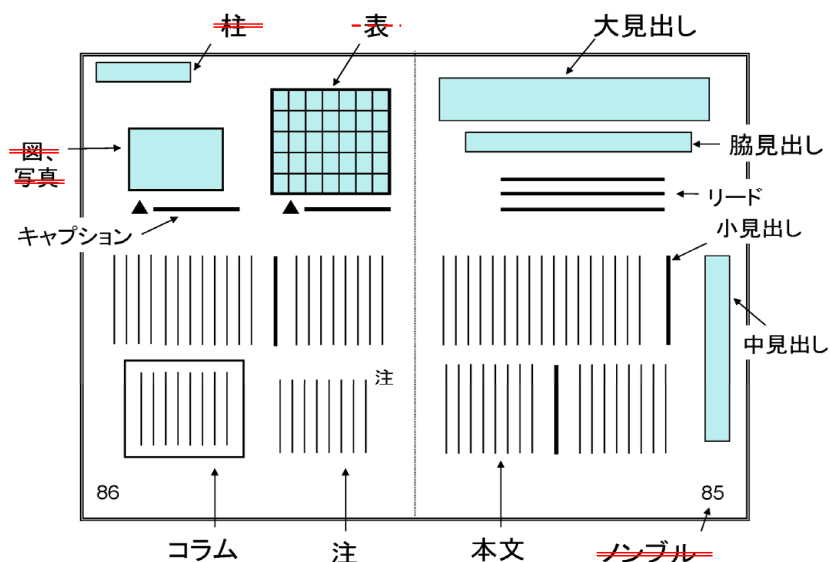 柱
表
大見出し
図、
写真
脇見出し
リード
キャプション
小見出し
中見出し
注
86
85
コラム
注
本文
ノンブル